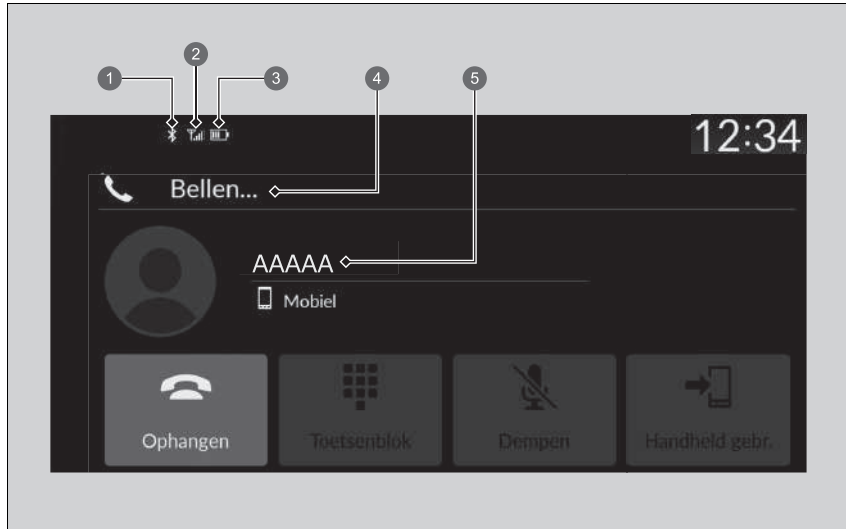 2
1
3
4
5
12:34
Bellen...
AAAAA
Mobiel
Ophangen
Toetsenblok
Dempen
Handheld gebr.